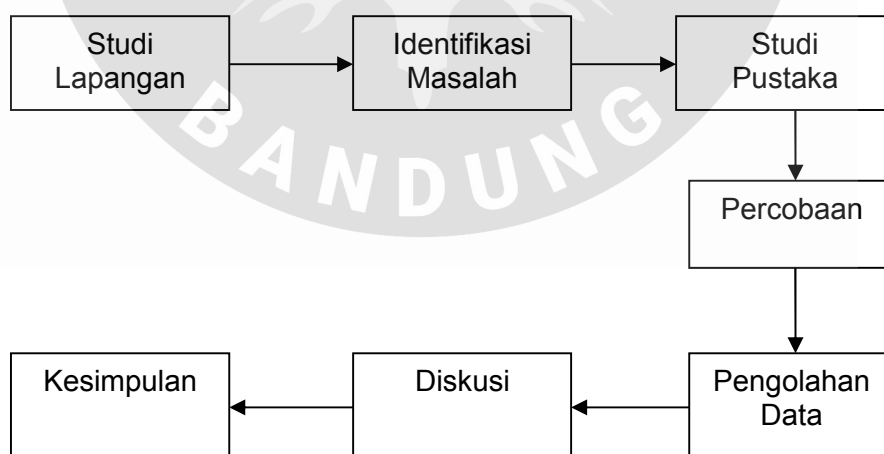 Studi
Lapangan
Identifikasi
Masalah
Studi
Pustaka
BANDUNG
Percobaan
Pengolahan
Data
Diskusi
Kesimpulan